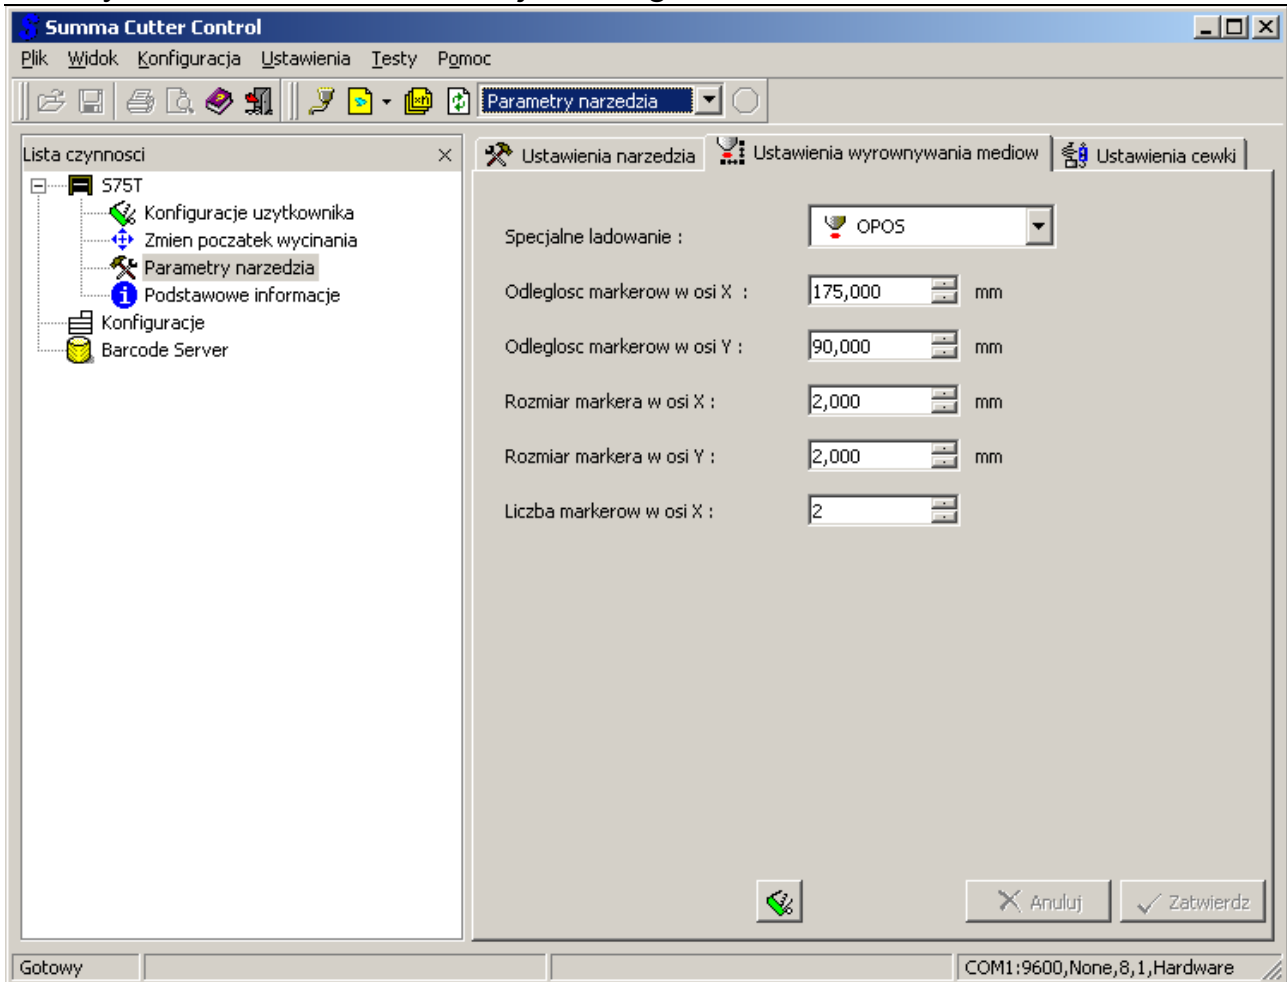 Summa Cutter Control
Plik Widok Konfiguracja Ustawienia Testy Pomoc
Parametry narzedzia
Lista czynnosci
S75T
Konfiguracje uzytkownika
Zmien poczatek wycinania
Parametry narzedzia
Podstawowe informacje
Konfiguracje
Barcode Server
Ustawienia narzedzia Ustawienia wyrownywania mediow Ustawienia cewki
Specjalne ladowanie : OPOS
Odleglosc markerow w osi X : 175,000 mm
Odleglosc markerow w osi Y : 90,000 mm
Rozmiar markera w osi X : 2,000 mm
Rozmiar markera w osi Y : 2,000 mm
Liczba markerow w osi X : 2
Anuluj Zatwierdz
Gotowy COM1:9600,None,8,1,Hardware